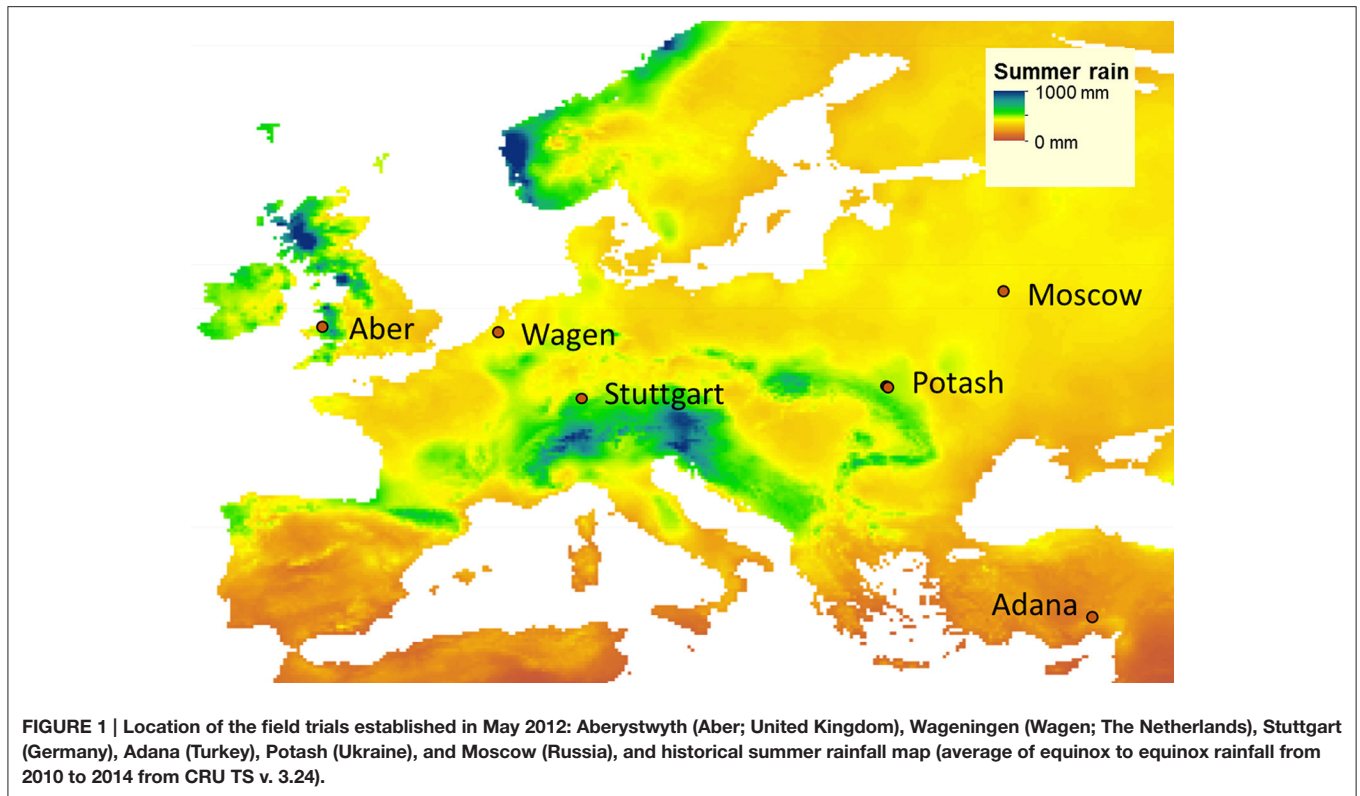 Summer rain
1000 mm
0 mm
Moscow
Aber
Wagen
Potash
Stuttgart
Adana
FIGURE 1 | Location of the field trials established in May 2012: Aberystwyth (Aber; United Kingdom), Wageningen (Wagen; The Netherlands), Stuttgart
(Germany), Adana (Turkey), Potash (Ukraine), and Moscow (Russia), and historical summer rainfall map (average of equinox to equinox rainfall from
2010 to 2014 from CRU TS v. 3.24).